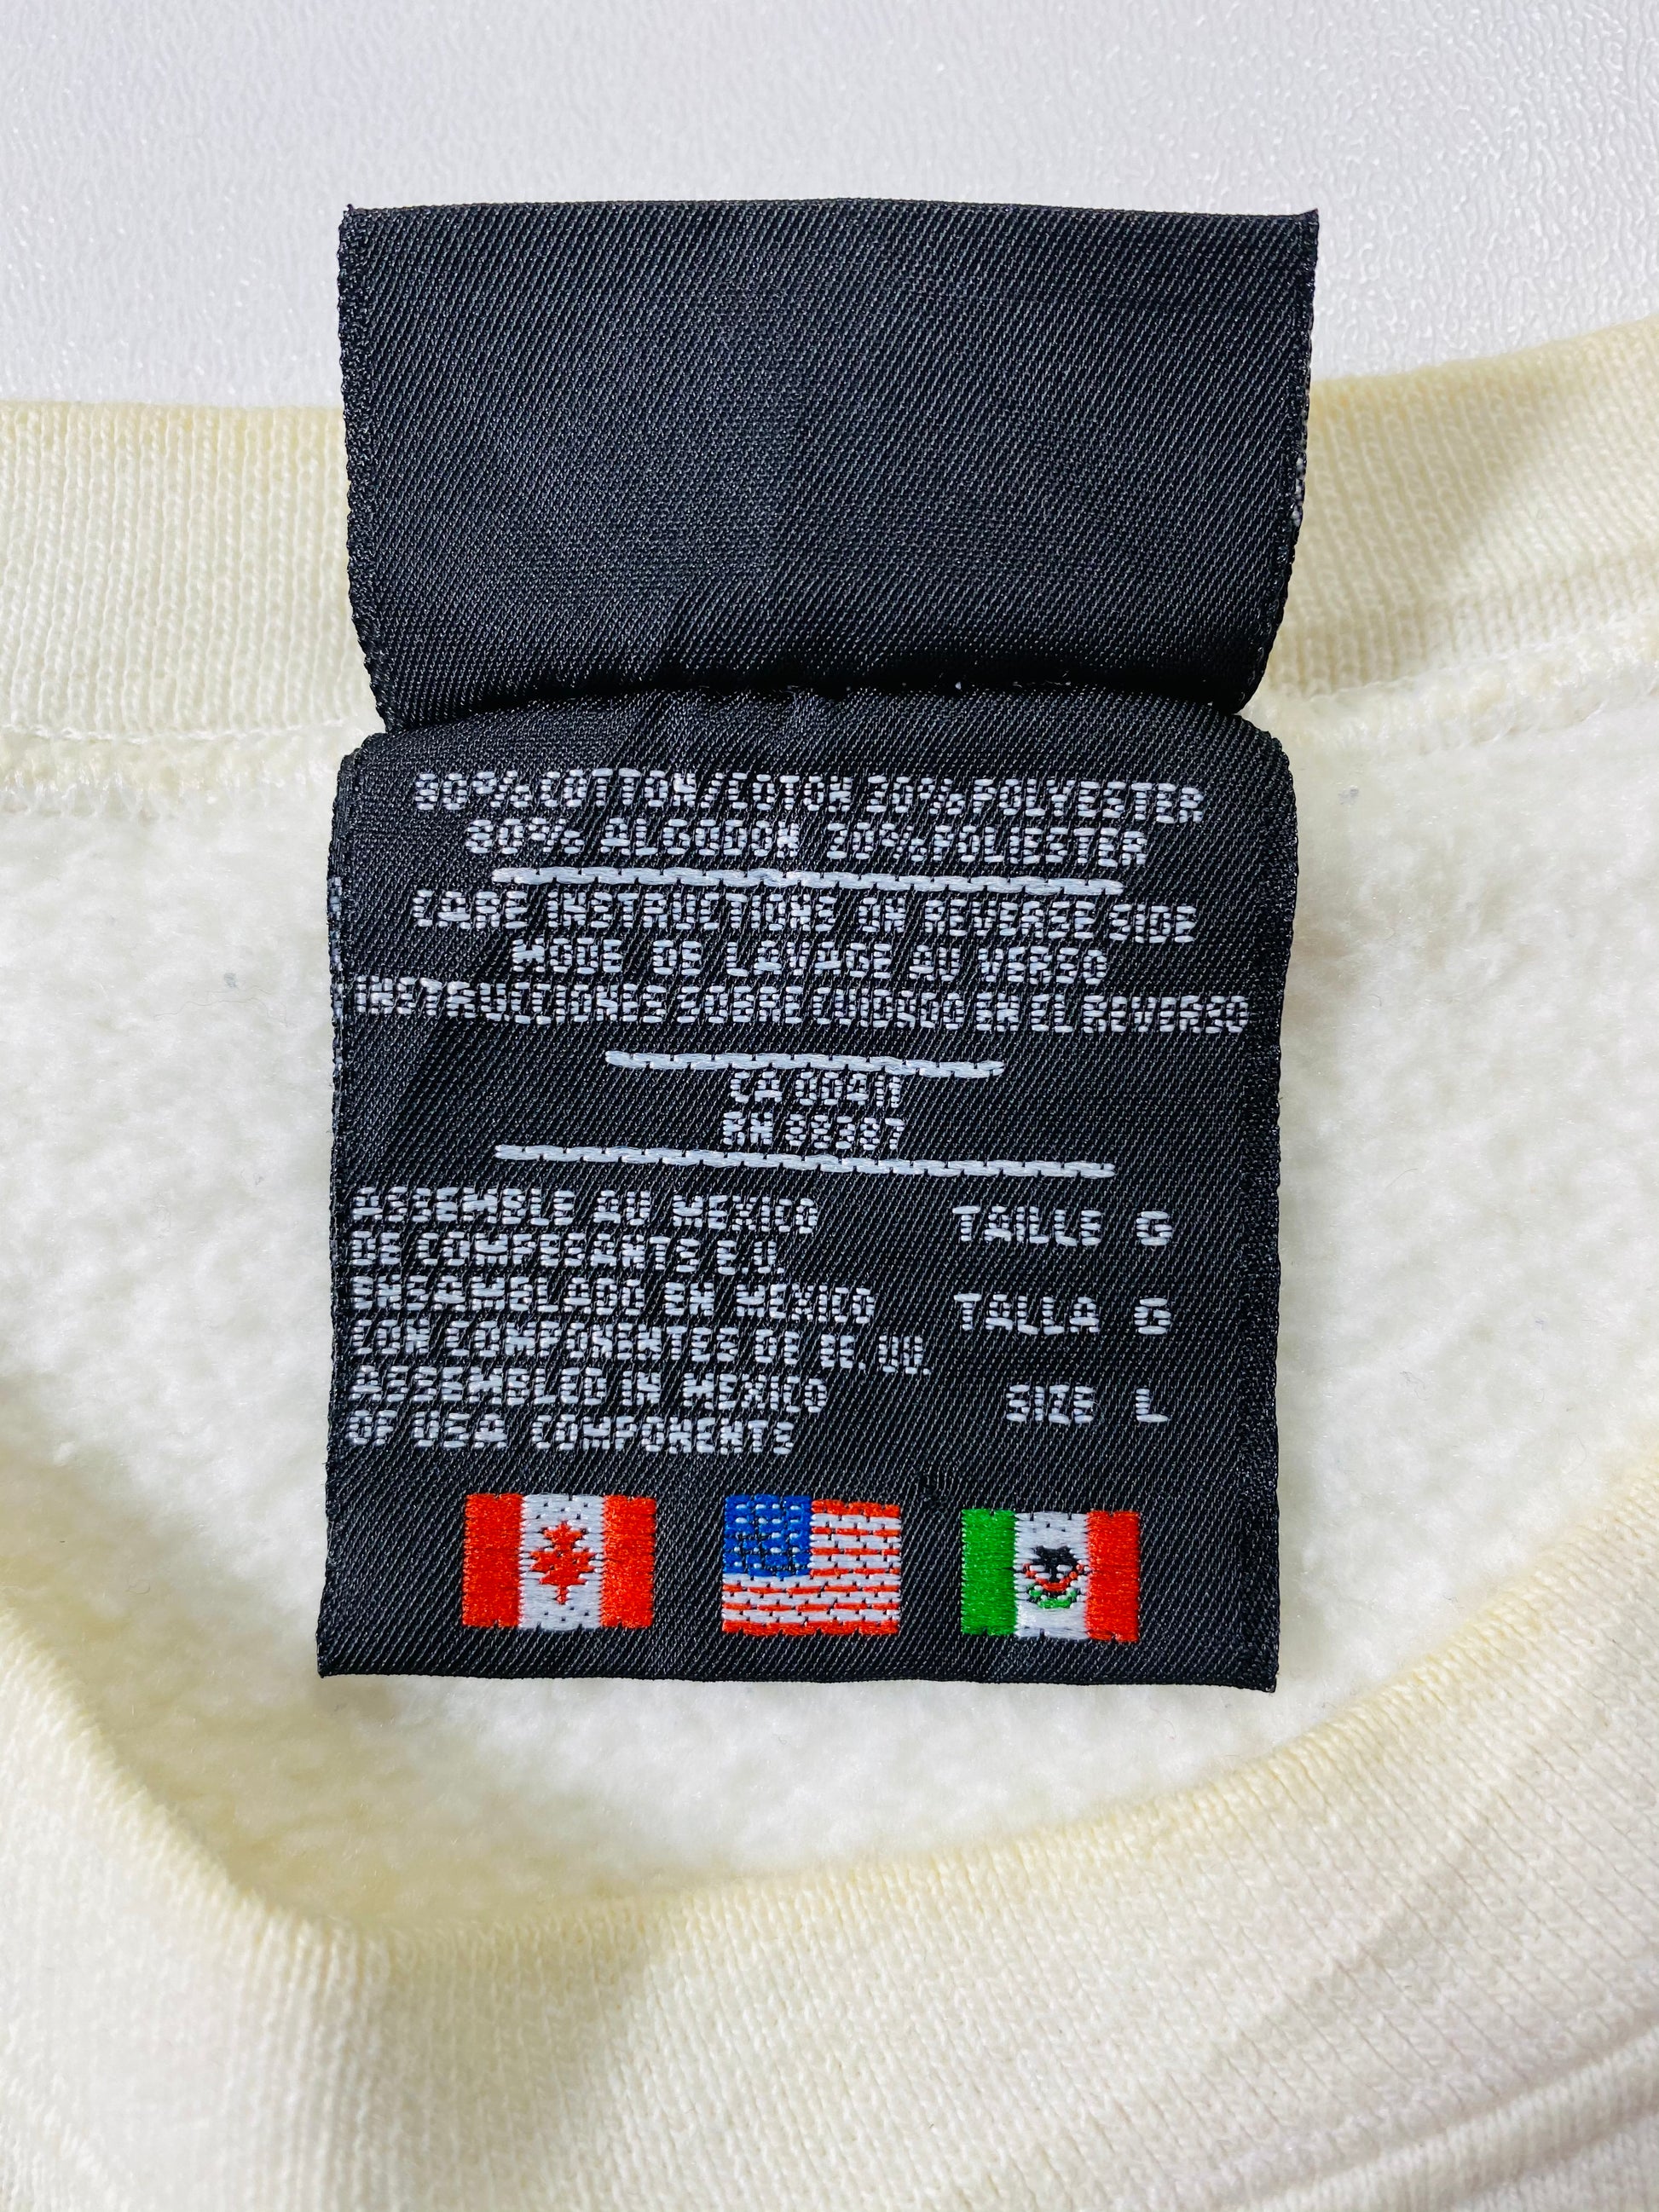 80% COTTON/COTON 20% POLYESTER
80% ALGODON 20% POLIESTER
CARE INSTRUCTIONS ON REVERSE SIDE
MODE DE LAVAGE AU VERSO
INSTRUCCIONES SOBRE CUIDADO EN EL REVERSO
CA 00411
RN
ASSEMBLE AU MEXICO
DE COMPESANTS E.U.
ENSAMBLADO EN MEXICO
CON COMPONENTES DE EE. UU.
ASSEMBLED IN MEXICO
OF USA COMPONENTS
TAILLE G
TALLA G
SIZE L